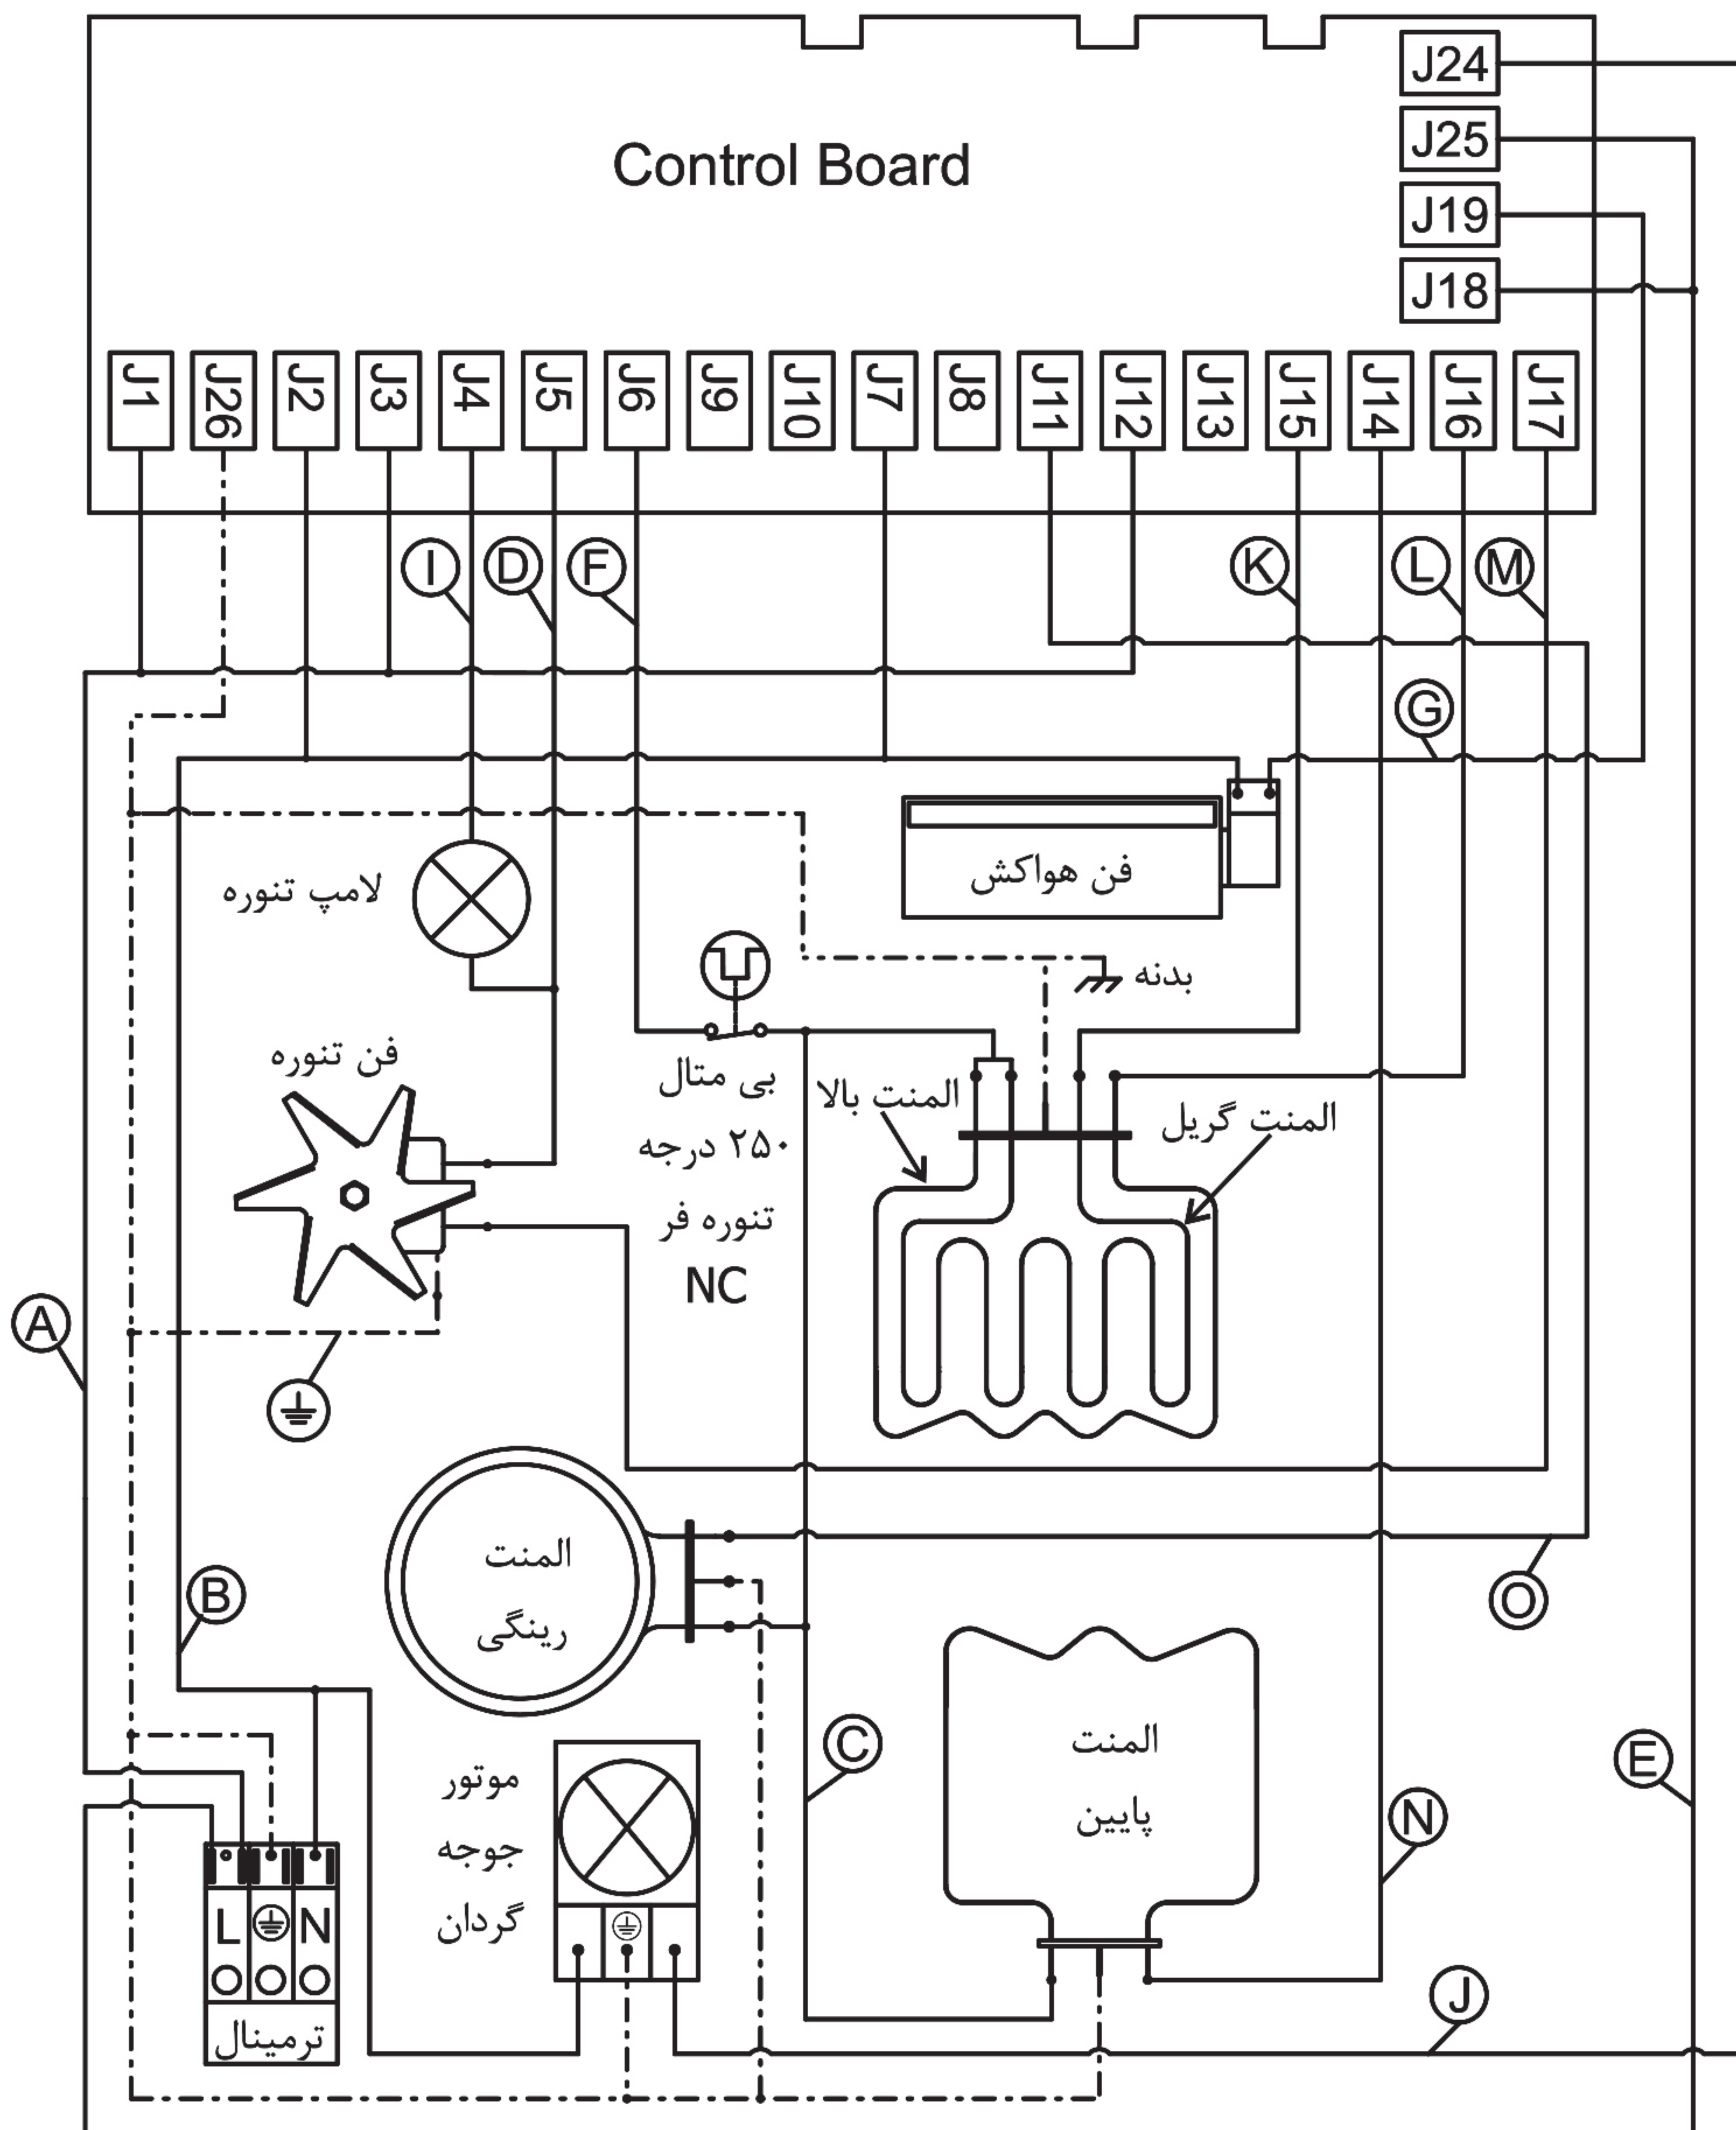 J24
J25
Control Board
J19
J18
J1 J26 J2 J3 J4 J5 J6 J9 J10 J7 J8 J11 J12 J13 J15 J14 J16 J17
I D F K L M
G
لامپ تنوره
فن هواکش
بدنه
فن تنوره
بی متال
۲۵۰ درجه
تنوره فر
NC
المنت بالا
المنت گریل
A
المنت
رینگی
B
O
C
المنت
پایین
E
N
موتور
جوجه
گردان
L N
ترمینال
J